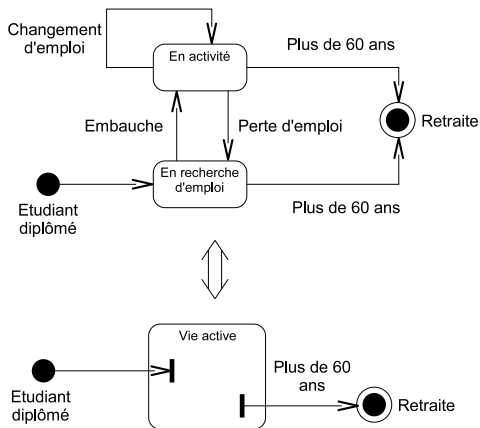 Changement
d'emploi
En activité
Plus de 60 ans
Embauche
Perte d'emploi
Retraite
En recherche
d'emploi
Etudiant
diplômé
Plus de 60 ans
Vie active
Plus de 60
ans
Etudiant
diplômé
Retraite